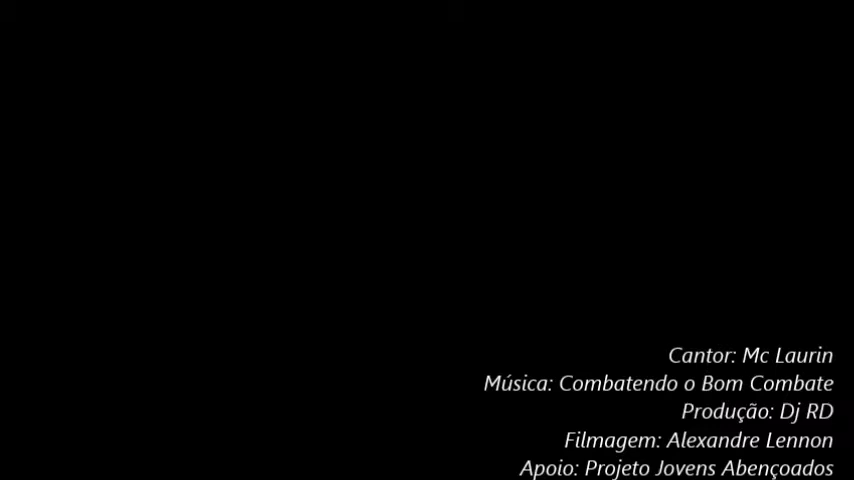 Cantor: Mc Laurin
Música: Combatendo o Bom Combate
Produção: Dj RD
Filmagem: Alexandre Lennon
Apoio: Projeto Jovens Abençoados